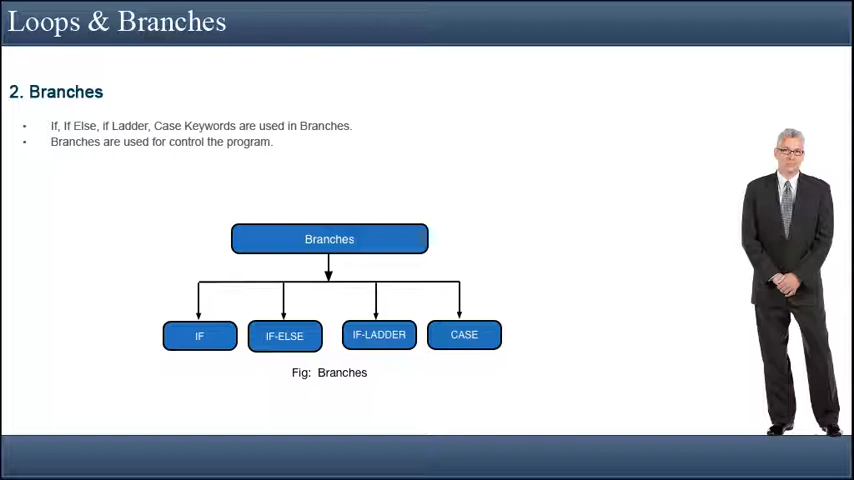 Loops & Branches
2. Branches
• If, If Else, if Ladder, Case Keywords are used in Branches.
• Branches are used for control the program.
Branches
IF
IF-ELSE
IF-LADDER
CASE
Fig: Branches